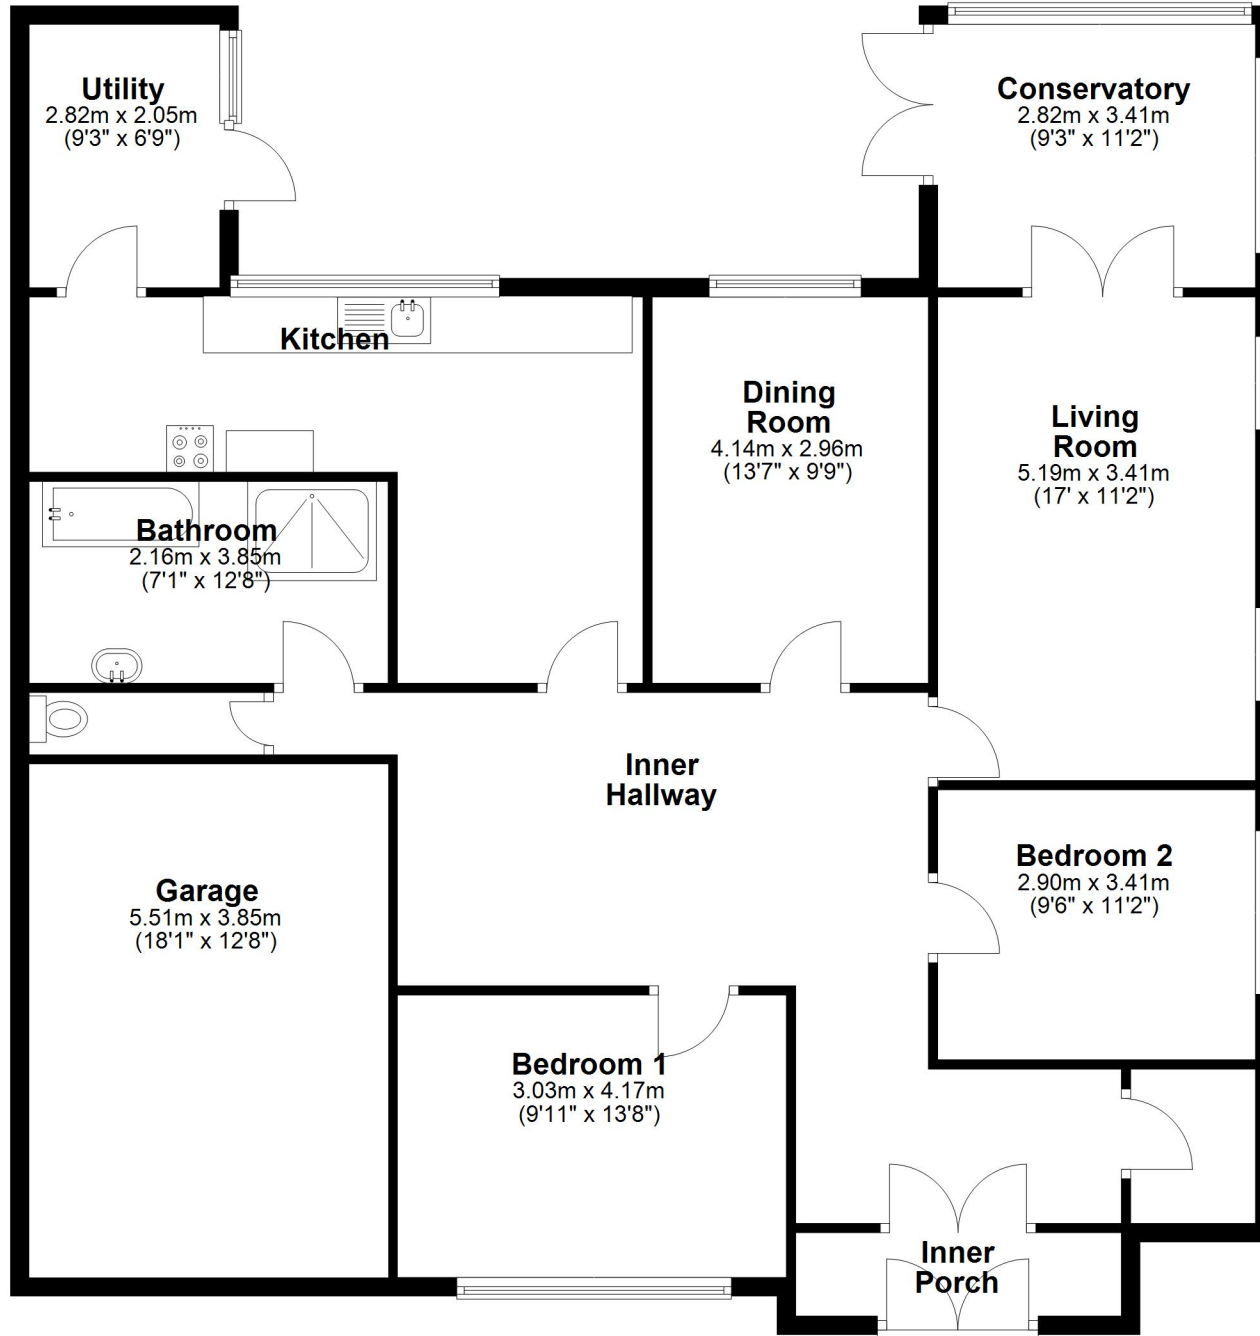 Utility
2.82m x 2.05m
(9'3" x 6'9")
Conservatory
2.82m x 3.41m
(9'3" x 11'2")
Kitchen
Dining
Room
4.14m x 2.96m
(13'7" x 9'9")
Living
Room
5.19m x 3.41m
(17' x 11'2")
Bathroom
2.16m x 3.85m
(7'1" x 12'8")
Inner
Hallway
Garage
5.51m x 3.85m
(18'1" x 12'8")
Bedroom 2
2.90m x 3.41m
(9'6" x 11'2")
Bedroom 1
3.03m x 4.17m
(9'11" x 13'8")
Inner
Porch